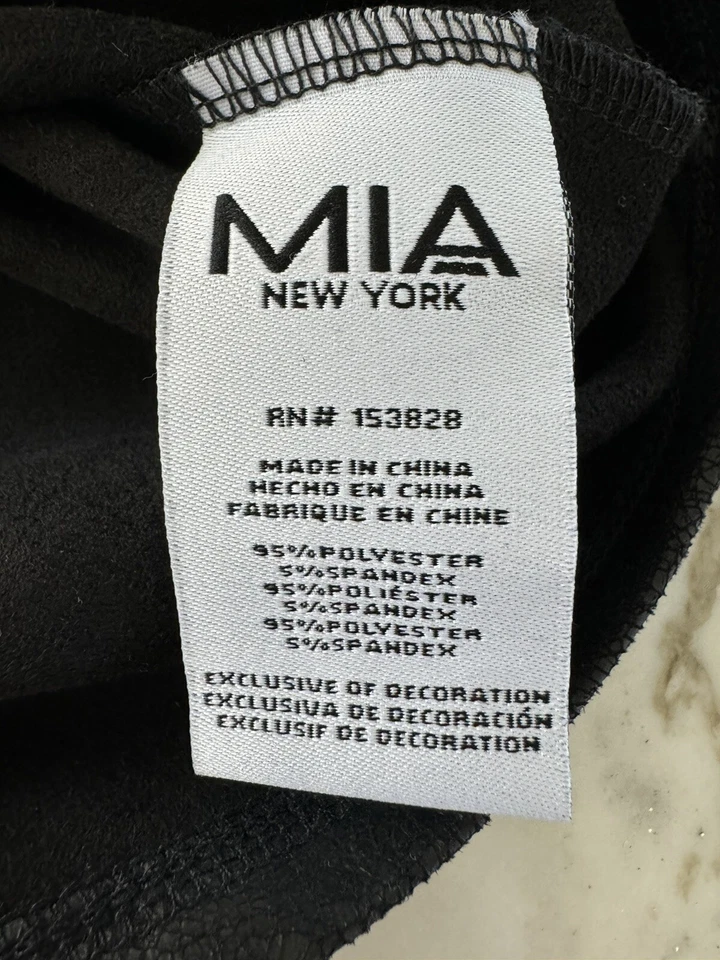 MIA
NEW YORK
RN# 153828
MADE IN CHINA
HECHO EN CHINA
FABRIQUE EN CHINE
95%POLYESTER
5%SPANDEX
95%POLIÉSTER
5%SPANDEX
95%POLYESTER
5%SPANDEX
EXCLUSIVE OF DECORATION
EXCLUSIVA DE DECORACIÓN
EXCLUSIF DE DECORATION